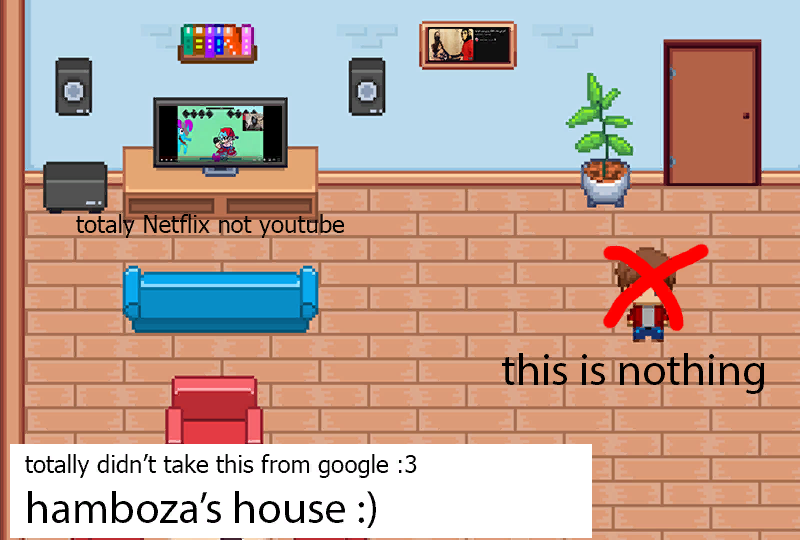 totaly Netflix not youtube
this is nothing
totally didn't take this from google :3
hamboza's house :)